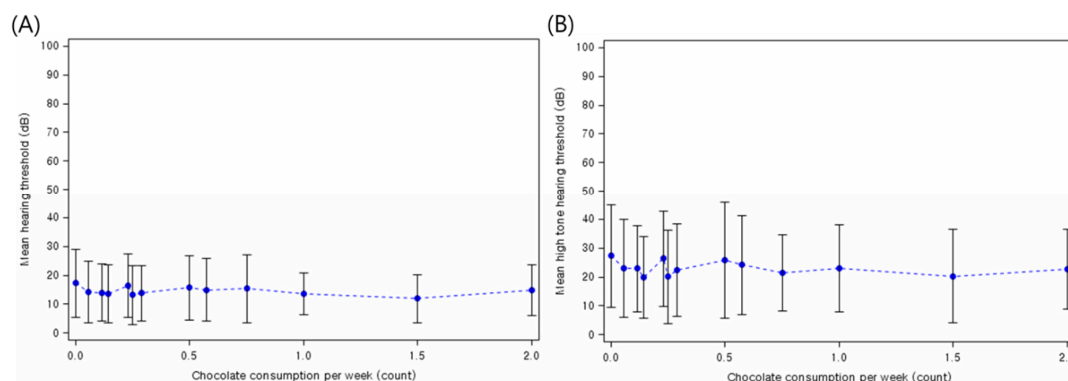 (A)
Mean hearing threshold (dB)
100
90
80
70
60
50
40
30
20
10
0
0.0 0.5 1.0 1.5 2.0
Chocolate consumption per week (count)
(B)
Mean high tone hearing threshold (dB)
100
90
80
70
60
50
40
30
20
10
0
0.0 0.5 1.0 1.5 2.0
Chocolate consumption per week (count)